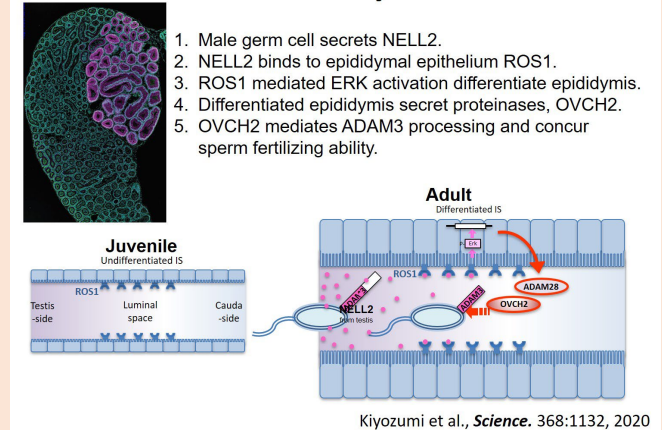 1. Male germ cell secrets NELL2.
2. NELL2 binds to epididymal epithelium ROS1.
3. ROS1 mediated ERK activation differentiate epididymis.
4. Differentiated epididymis secret proteinases, OVCH2.
5. OVCH2 mediates ADAM3 processing and concur
sperm fertilizing ability.
Adult
Differentiated IS
Juvenile
Undifferentiated IS
Erk
ROS1
ROS1
ADAM28
ADAM3
ADAM3
OVCH2
Testis
-side
Luminal
space
Cauda
-side
NELL2
from testis
Kiyozumi et al., Science. 368:1132, 2020